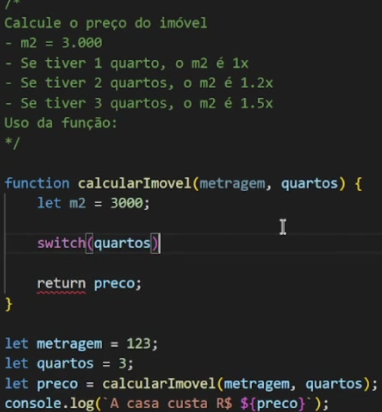 /*
Calcule o preço do imóvel
- m2 = 3.000
- Se tiver 1 quarto, o m2 é 1x
- Se tiver 2 quartos, o m2 é 1.2x
- Se tiver 3 quartos, o m2 é 1.5x
Uso da função:
*/
function calcularImovel(metragem, quartos) {
let m2 = 3000;
switch(quartos)
return preco;
}
let metragem = 123;
let quartos = 3;
let preco = calcularImovel(metragem, quartos);
console.log(`A casa custa R$ ${preco}`);